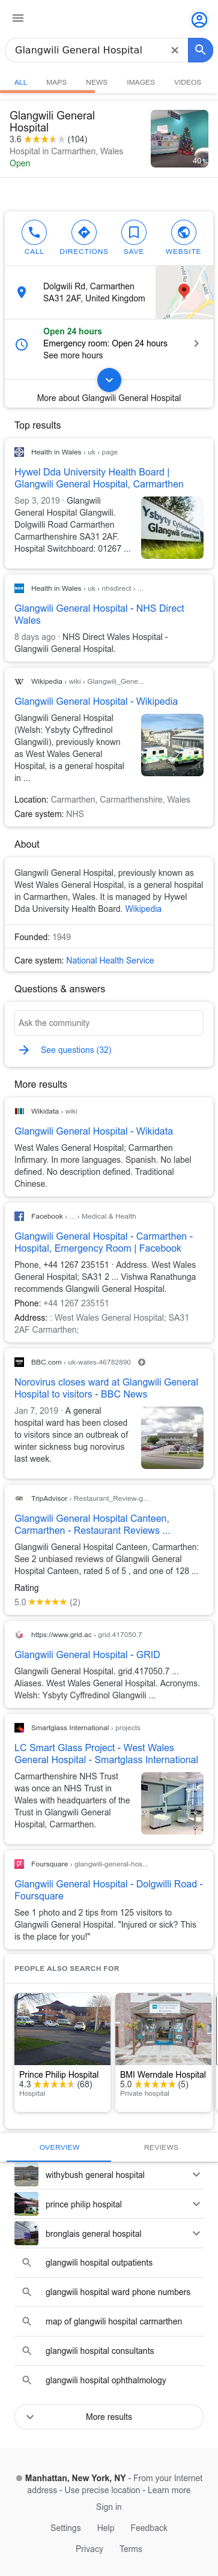 Glangwili General Hospital
ALL MAPS NEWS IMAGES VIDEOS
Glangwili General
Hospital
3.6 (104)
Hospital in Carmarthen, Wales
Open
40+
CALL DIRECTIONS SAVE WEBSITE
Dolgwili Rd, Carmarthen
SA31 2AF, United Kingdom
Open 24 hours
Emergency room: Open 24 hours
See more hours
More about Glangwili General Hospital
Top results
Health in Wales › uk › page
Hywel Dda University Health Board |
Glangwili General Hospital, Carmarthen
Sep 3, 2019 · Glangwili
General Hospital Glangwili.
Dolgwilli Road Carmarthen
Carmarthenshire SA31 2AF.
Hospital Switchboard: 01267 ...
Ysbyty C
Glangwili Gene
Health in Wales › uk › nhsdirect › ...
Glangwili General Hospital - NHS Direct
Wales
8 days ago · NHS Direct Wales Hospital -
Glangwili General Hospital.
Wikipedia › wiki › Glangwili_Gene...
Glangwili General Hospital - Wikipedia
Glangwili General Hospital
(Welsh: Ysbyty Cyffredinol
Glangwili), previously known
as West Wales General
Hospital, is a general hospital
in ...
Location: Carmarthen, Carmarthenshire, Wales
Care system: NHS
About
Glangwili General Hospital, previously known as
West Wales General Hospital, is a general hospital
in Carmarthen, Wales. It is managed by Hywel
Dda University Health Board. Wikipedia
Founded: 1949
Care system: National Health Service
Questions & answers
Ask the community
See questions (32)
More results
Wikidata › wiki
Glangwili General Hospital - Wikidata
West Wales General Hospital; Carmarthen
Infirmary. In more languages. Spanish. No label
defined. No description defined. Traditional
Chinese.
Facebook › ... › Medical & Health
Glangwili General Hospital - Carmarthen -
Hospital, Emergency Room | Facebook
Phone, +44 1267 235151 · Address. West Wales
General Hospital; SA31 2 ... Vishwa Ranathunga
recommends Glangwili General Hospital.
Phone: +44 1267 235151
Address: : West Wales General Hospital; SA31
2AF Carmarthen;
BBC.com › uk-wales-46782890
Norovirus closes ward at Glangwili General
Hospital to visitors - BBC News
Jan 7, 2019 · A general
hospital ward has been closed
to visitors since an outbreak of
winter sickness bug norovirus
last week.
TripAdvisor › Restaurant_Review-g...
Glangwili General Hospital Canteen,
Carmarthen - Restaurant Reviews ...
Glangwili General Hospital Canteen, Carmarthen:
See 2 unbiased reviews of Glangwili General
Hospital Canteen, rated 5 of 5 , and one of 128 ...
Rating
5.0 (2)
https://www.grid.ac › grid.417050.7
Glangwili General Hospital - GRID
Glangwili General Hospital. grid.417050.7 ...
Aliases. West Wales General Hospital. Acronyms.
Welsh: Ysbyty Cyffredinol Glangwili ...
Smartglass International › projects
LC Smart Glass Project - West Wales
General Hospital - Smartglass International
Carmarthenshire NHS Trust
was once an NHS Trust in
Wales with headquarters of the
Trust in Glangwili General
Hospital, Carmarthen.
Foursquare › glangwili-general-hos...
Glangwili General Hospital - Dolgwilli Road -
Foursquare
See 1 photo and 2 tips from 125 visitors to
Glangwili General Hospital. "Injured or sick? This
is the place for you!"
PEOPLE ALSO SEARCH FOR
Prince Philip Hospital
4.3 (68)
Hospital
BMI Werndale Hospital
5.0 (5)
Private hospital
OVERVIEW REVIEWS
withybush general hospital
prince philip hospital
bronglais general hospital
glangwili hospital outpatients
glangwili hospital ward phone numbers
map of glangwili hospital carmarthen
glangwili hospital consultants
glangwili hospital ophthalmology
More results
Manhattan, New York, NY - From your Internet
address - Use precise location - Learn more
Sign in
Settings Help Feedback
Privacy Terms